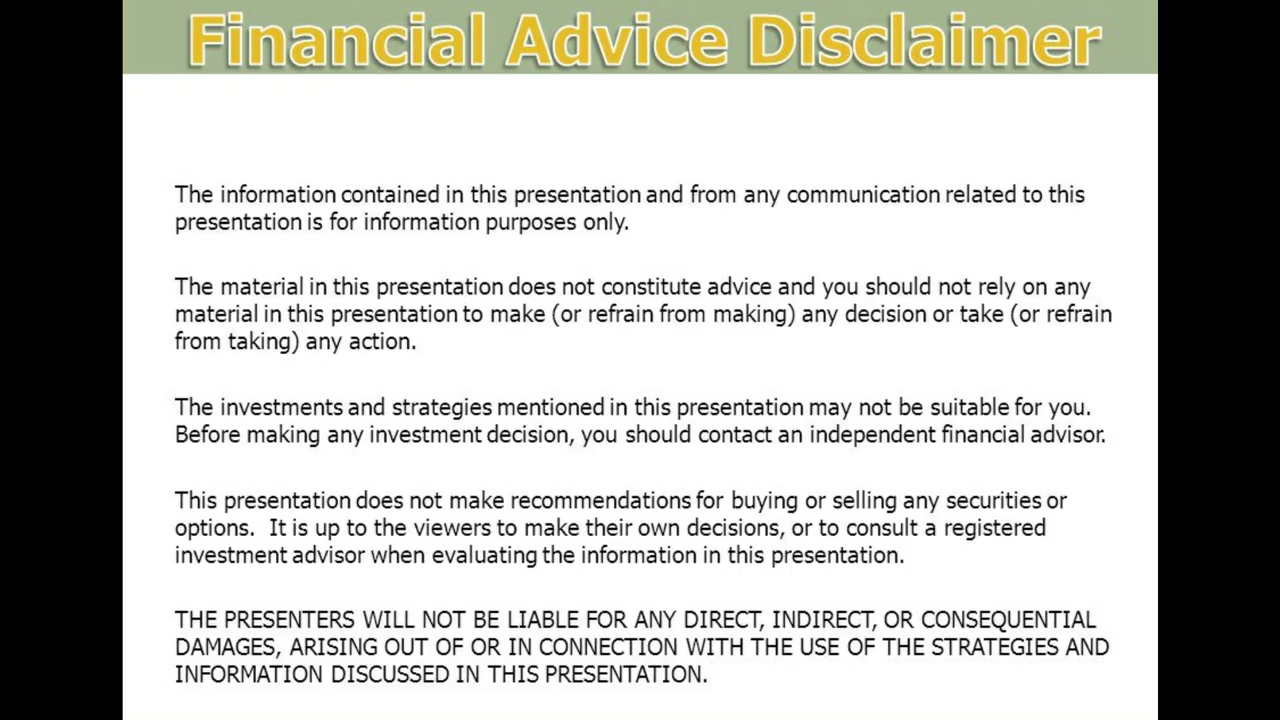 Financial Advice Disclaimer
The information contained in this presentation and from any communication related to this
presentation is for information purposes only.
The material in this presentation does not constitute advice and you should not rely on any
material in this presentation to make (or refrain from making) any decision or take (or refrain
from taking) any action.
The investments and strategies mentioned in this presentation may not be suitable for you.
Before making any investment decision, you should contact an independent financial advisor.
This presentation does not make recommendations for buying or selling any securities or
options.  It is up to the viewers to make their own decisions, or to consult a registered
investment advisor when evaluating the information in this presentation.
THE PRESENTERS WILL NOT BE LIABLE FOR ANY DIRECT, INDIRECT, OR CONSEQUENTIAL
DAMAGES, ARISING OUT OF OR IN CONNECTION WITH THE USE OF THE STRATEGIES AND
INFORMATION DISCUSSED IN THIS PRESENTATION.